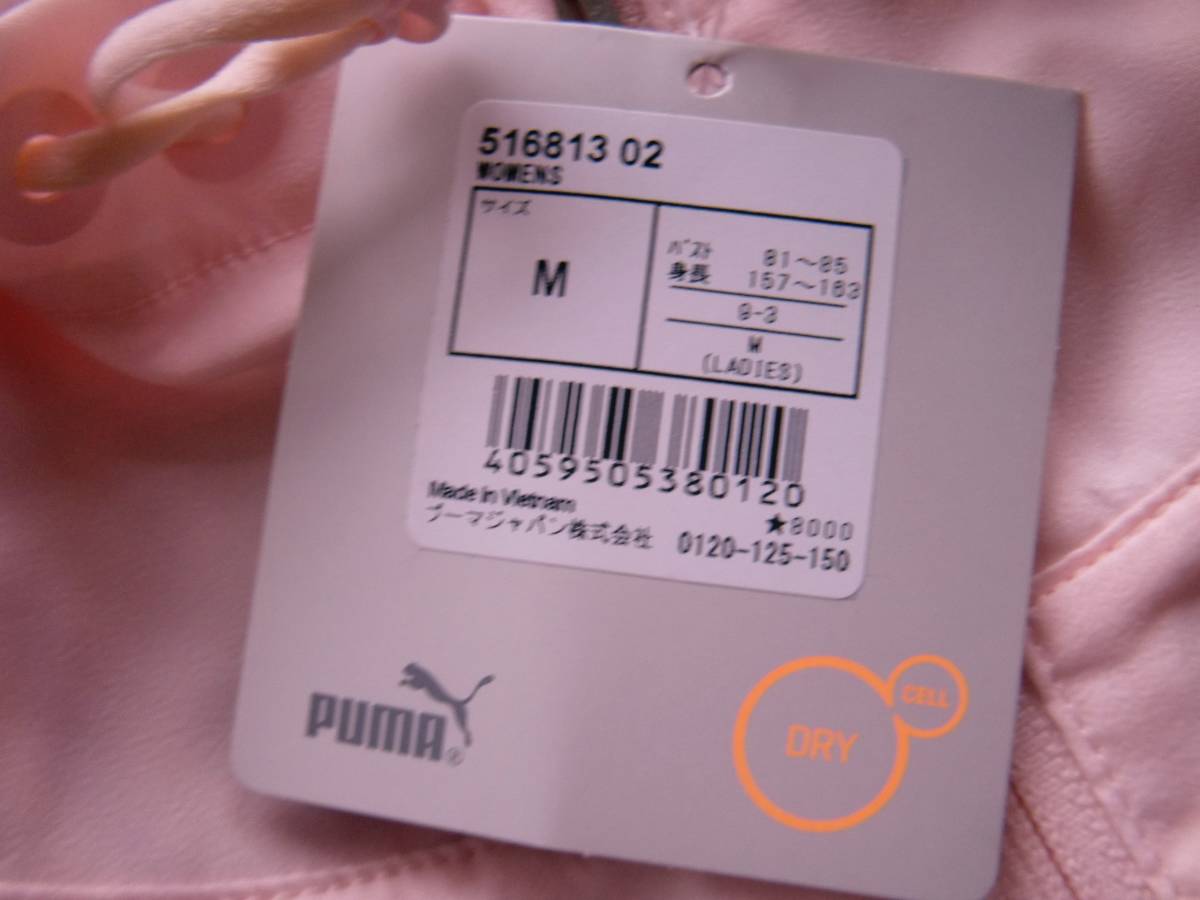 516813 02
WOMENS
サイズ
M
バスト 81～85
身長 157～163
9-3
M
(LADIES)
4059505380120
Made in Vietnam
★8000
プーマジャパン株式会社 0120-125-150
PUMA®
DRY
CELL